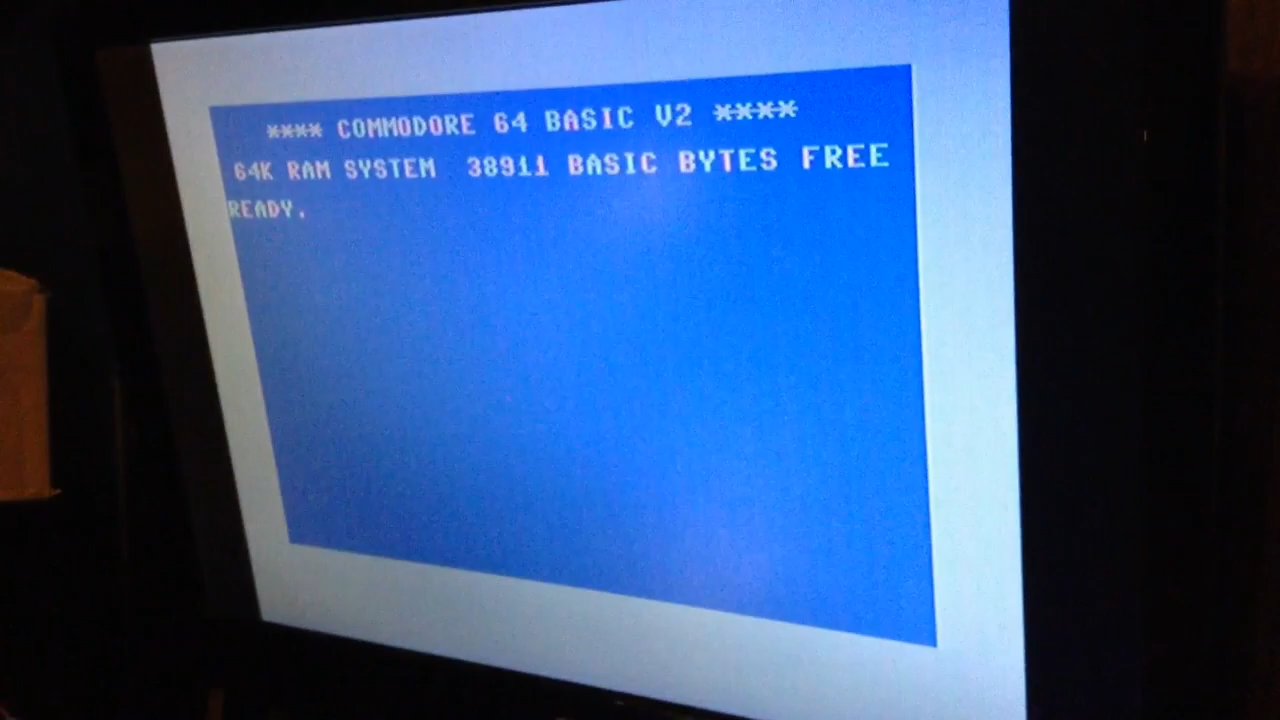 **** COMMODORE 64 BASIC V2 ****
64K RAM SYSTEM  38911 BASIC BYTES FREE
READY.